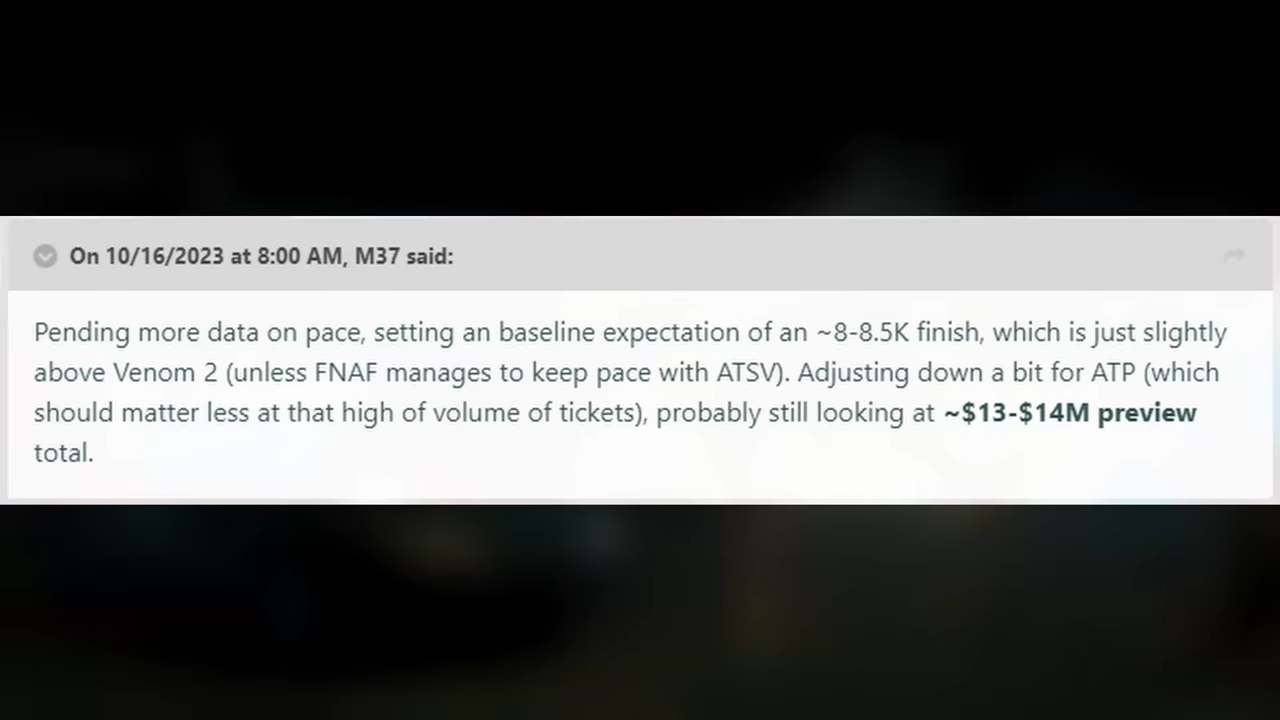 On 10/16/2023 at 8:00 AM, M37 said:
Pending more data on pace, setting an baseline expectation of an ~8-8.5K finish, which is just slightly
above Venom 2 (unless FNAF manages to keep pace with ATSV). Adjusting down a bit for ATP (which
should matter less at that high of volume of tickets), probably still looking at ~$13-$14M preview
total.